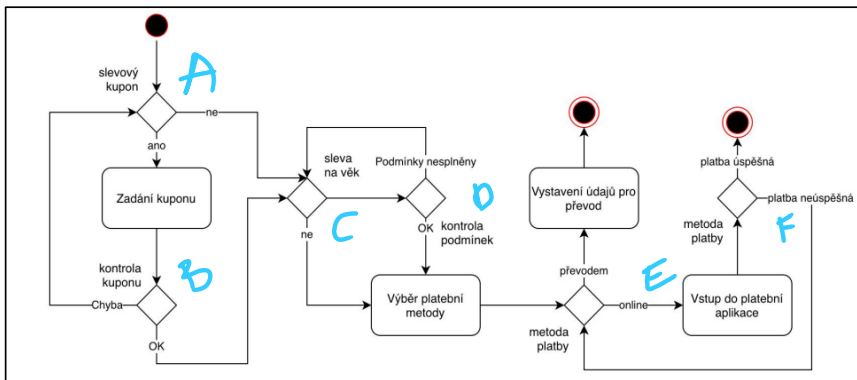 slevový
kupon
A
ne
ano
Zadání kuponu
kontrola
kuponu
B
Chyba
OK
sleva
na věk
C
ne
Podmínky nesplněny
D
OK
kontrola
podmínek
Výběr platební
metody
Vystavení údajů pro
převod
převodem
E
online
metoda
platby
Vstup do platební
aplikace
metoda
platby
platba úspěšná
platba neúspěšná
F